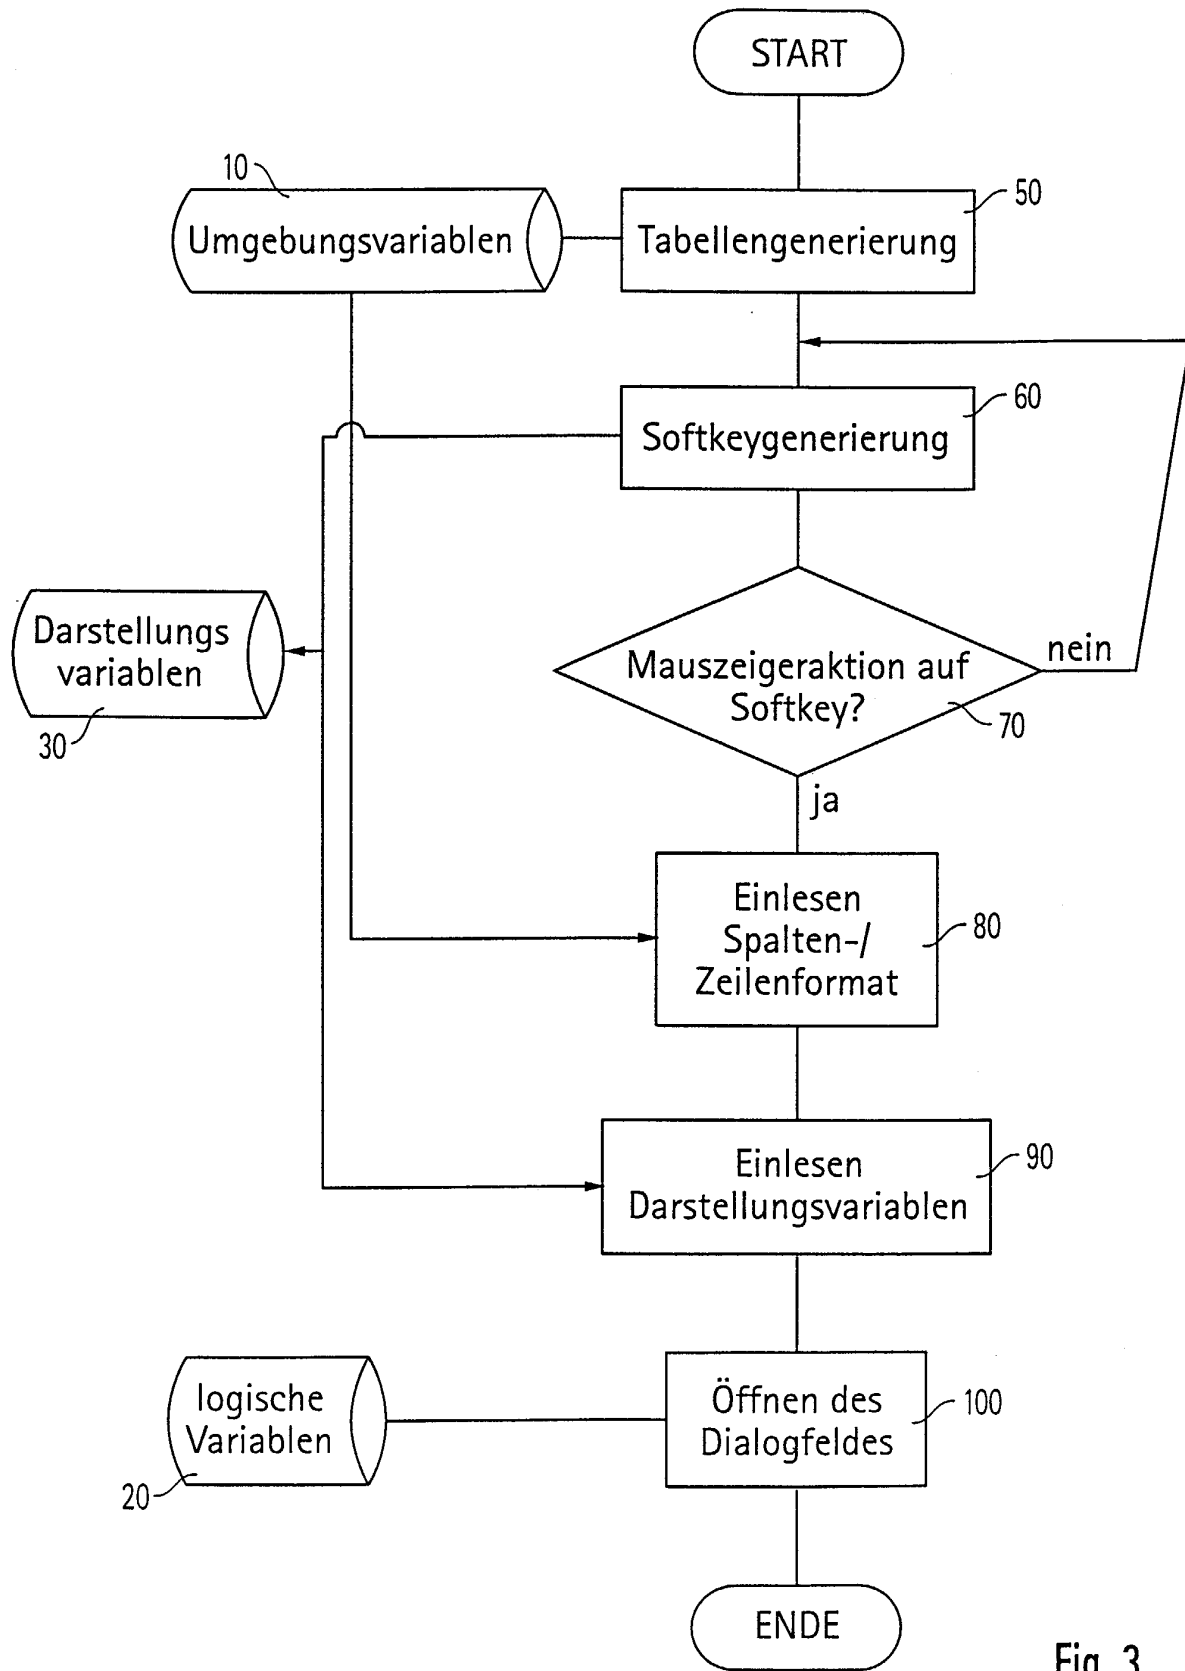 START
10
50
Umgebungsvariablen
Tabellengenerierung
60
Softkeygenerierung
Darstellungs
variablen
30
Mauszeigeraktion auf
Softkey?
nein
70
ja
Einlesen
Spalten-/
Zeilenformat
80
Einlesen
Darstellungsvariablen
90
logische
Variablen
20
Öffnen des
Dialogfeldes
100
ENDE
Fig. 3